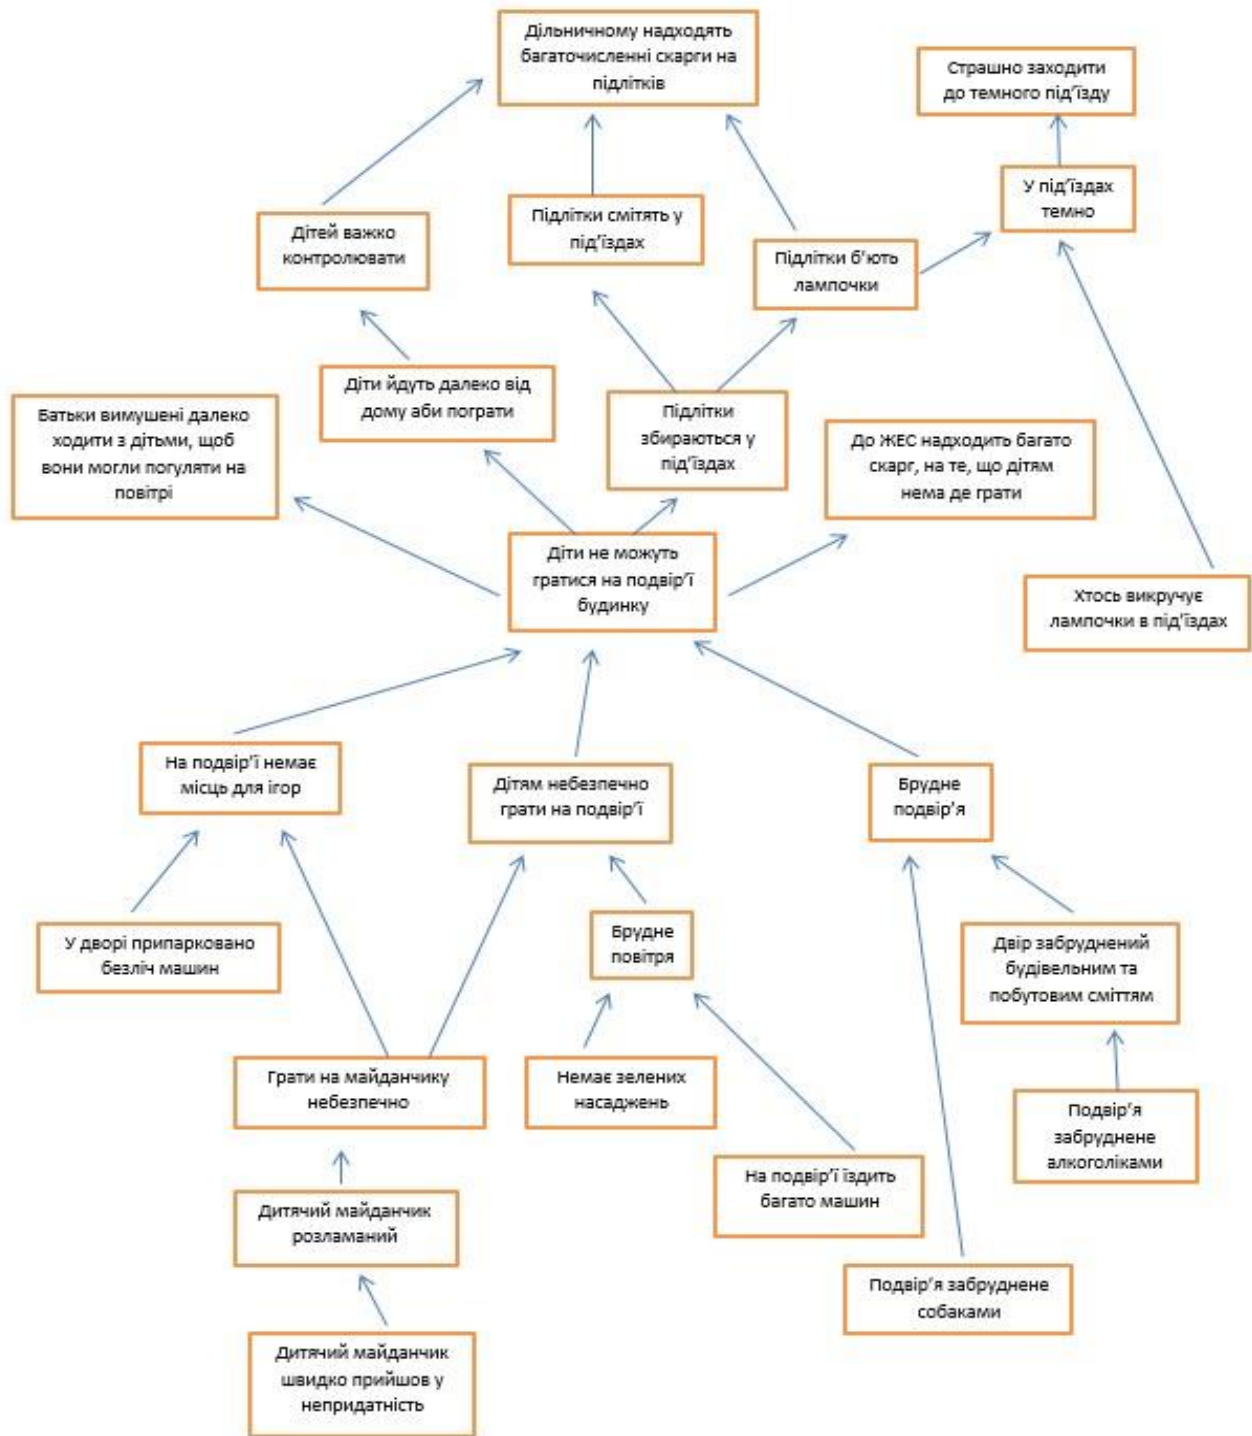 Дільничному надходять
багаточисленні скарги на
підлітків
Страшно заходити
до темного під’їзду
У під’їздах
темно
Дітей важко
контролювати
Підлітки смітять у
під’їздах
Підлітки б’ють
лампочки
Діти йдуть далеко від
дому аби пограти
Батьки вимушені далеко
ходити з дітьми, щоб
вони могли погуляти на
повітрі
Підлітки
збираються у
під’їздах
До ЖЕС надходить багато
скарг, на те, що дітям
нема де грати
Діти не можуть
гратися на подвір’ї
будинку
Хтось викручує
лампочки в під’їздах
На подвір’ї немає
місць для ігор
Дітям небезпечно
грати на подвір’ї
Брудне
подвір’я
У дворі припарковано
безліч машин
Брудне
повітря
Двір забруднений
будівельним та
побутовим сміттям
Грати на майданчику
небезпечно
Немає зелених
насаджень
Подвір’я
забруднене
алкоголіками
На подвір’ї їздить
багато машин
Дитячий майданчик
розламаний
Подвір’я забруднене
собаками
Дитячий майданчик
швидко прийшов у
непридатність